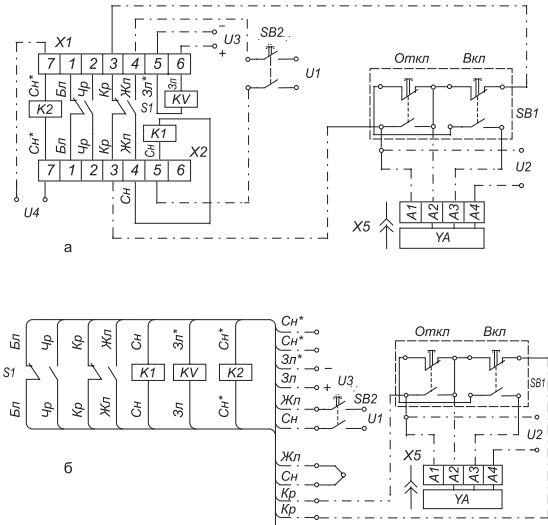 X1
U3
−
+
SB2
U1
7 1 2 3 4 5 6
Сн* Бл Чр Кр Жл Зл* Зл
K2
S1
KV
K1
Сн* Бл Чр Кр Жл Сн
X2
7 1 2 3 4 5 6
Сн
U4
а
Откл Вкл
SB1
U2
X5
A1 A2 A3 A4
YA
Бл Чр Кр Жл Сн Зл* Сн*
S1
K1 KV K2
Бл Чр Кр Жл Сн Зл Сн*
б
Сн*
Сн*
Зл* −
Зл + U3
Жл SB2
Сн U1
Жл
Сн
Кр
Кр
Откл Вкл
SB1
U2
X5
A1 A2 A3 A4
YA